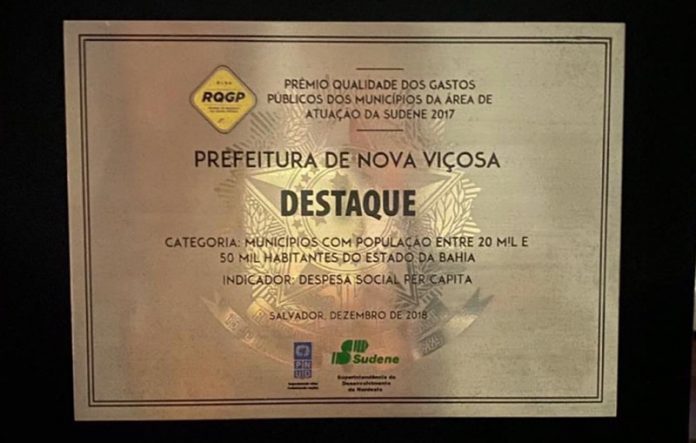 RQGP
PRÊMIO QUALIDADE DOS GASTOS
PÚBLICOS DOS MUNICÍPIOS DA ÁREA DE
ATUAÇÃO DA SUDENE 2017
PREFEITURA DE NOVA VIÇOSA
DESTAQUE
CATEGORIA: MUNICÍPIOS COM POPULAÇÃO ENTRE 20 MIL E
50 MIL HABITANTES DO ESTADO DA BAHIA
INDICADOR: DESPESA SOCIAL PER CAPITA
SALVADOR, DEZEMBRO DE 2018
PN
UD
Sudene
Superintendência do
Desenvolvimento
do Nordeste